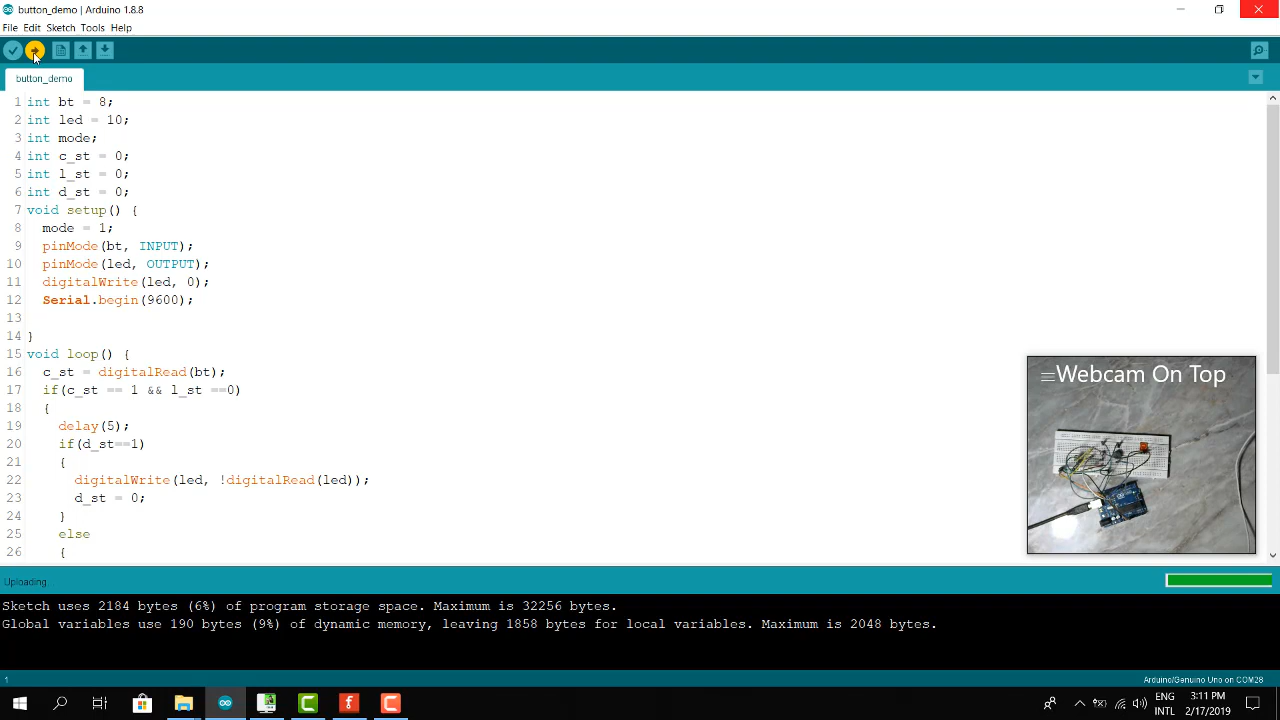 button_demo | Arduino 1.8.8
File Edit Sketch Tools Help
button_demo
1 int bt = 8;
2 int led = 10;
3 int mode;
4 int c_st = 0;
5 int l_st = 0;
6 int d_st = 0;
7 void setup() {
8 mode = 1;
9 pinMode(bt, INPUT);
10 pinMode(led, OUTPUT);
11 digitalWrite(led, 0);
12 Serial.begin(9600);
13
14 }
15 void loop() {
16 c_st = digitalRead(bt);
17 if(c_st == 1 && l_st ==0)
18 {
19 delay(5);
20 if(d_st==1)
21 {
22 digitalWrite(led, !digitalRead(led));
23 d_st = 0;
24 }
25 else
26 {
Webcam On Top
Uploading.
Sketch uses 2184 bytes (6%) of program storage space. Maximum is 32256 bytes.
Global variables use 190 bytes (9%) of dynamic memory, leaving 1858 bytes for local variables. Maximum is 2048 bytes.
1
Arduino/Genuino Uno on COM28
ENG
INTL
3:11 PM
2/17/2019